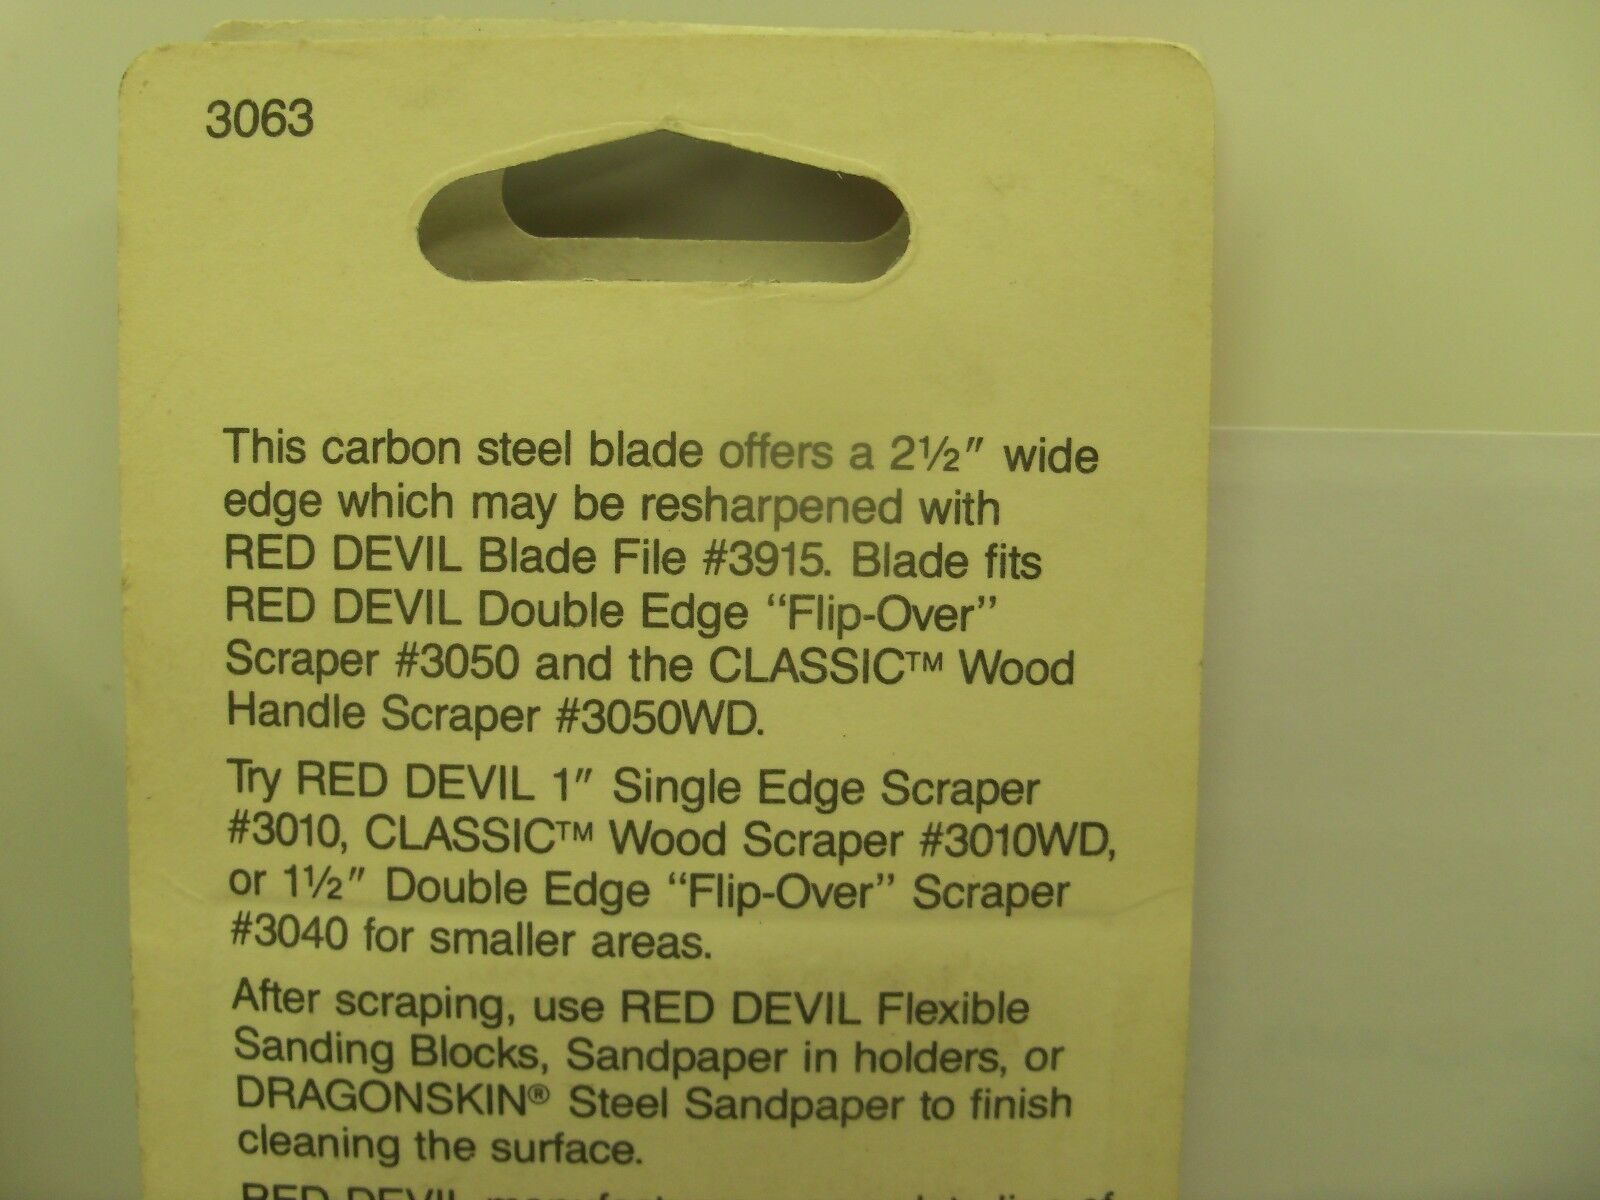 3063
This carbon steel blade offers a 2½″ wide
edge which may be resharpened with
RED DEVIL Blade File #3915. Blade fits
RED DEVIL Double Edge “Flip-Over”
Scraper #3050 and the CLASSIC™ Wood
Handle Scraper #3050WD.
Try RED DEVIL 1″ Single Edge Scraper
#3010, CLASSIC™ Wood Scraper #3010WD,
or 1½″ Double Edge “Flip-Over” Scraper
#3040 for smaller areas.
After scraping, use RED DEVIL Flexible
Sanding Blocks, Sandpaper in holders, or
DRAGONSKIN® Steel Sandpaper to finish
cleaning the surface.
RED DEVIL